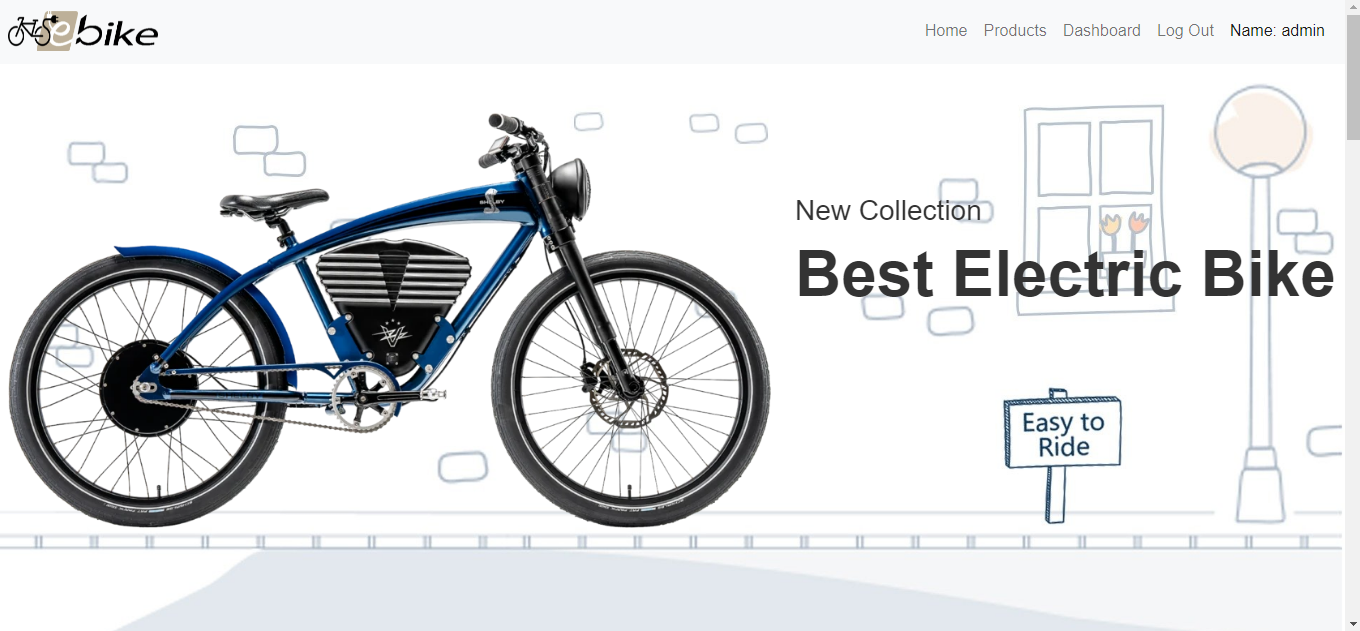 ebike
Home Products Dashboard Log Out Name: admin
SHELBY
New Collection
Best Electric Bike
Easy to
Ride